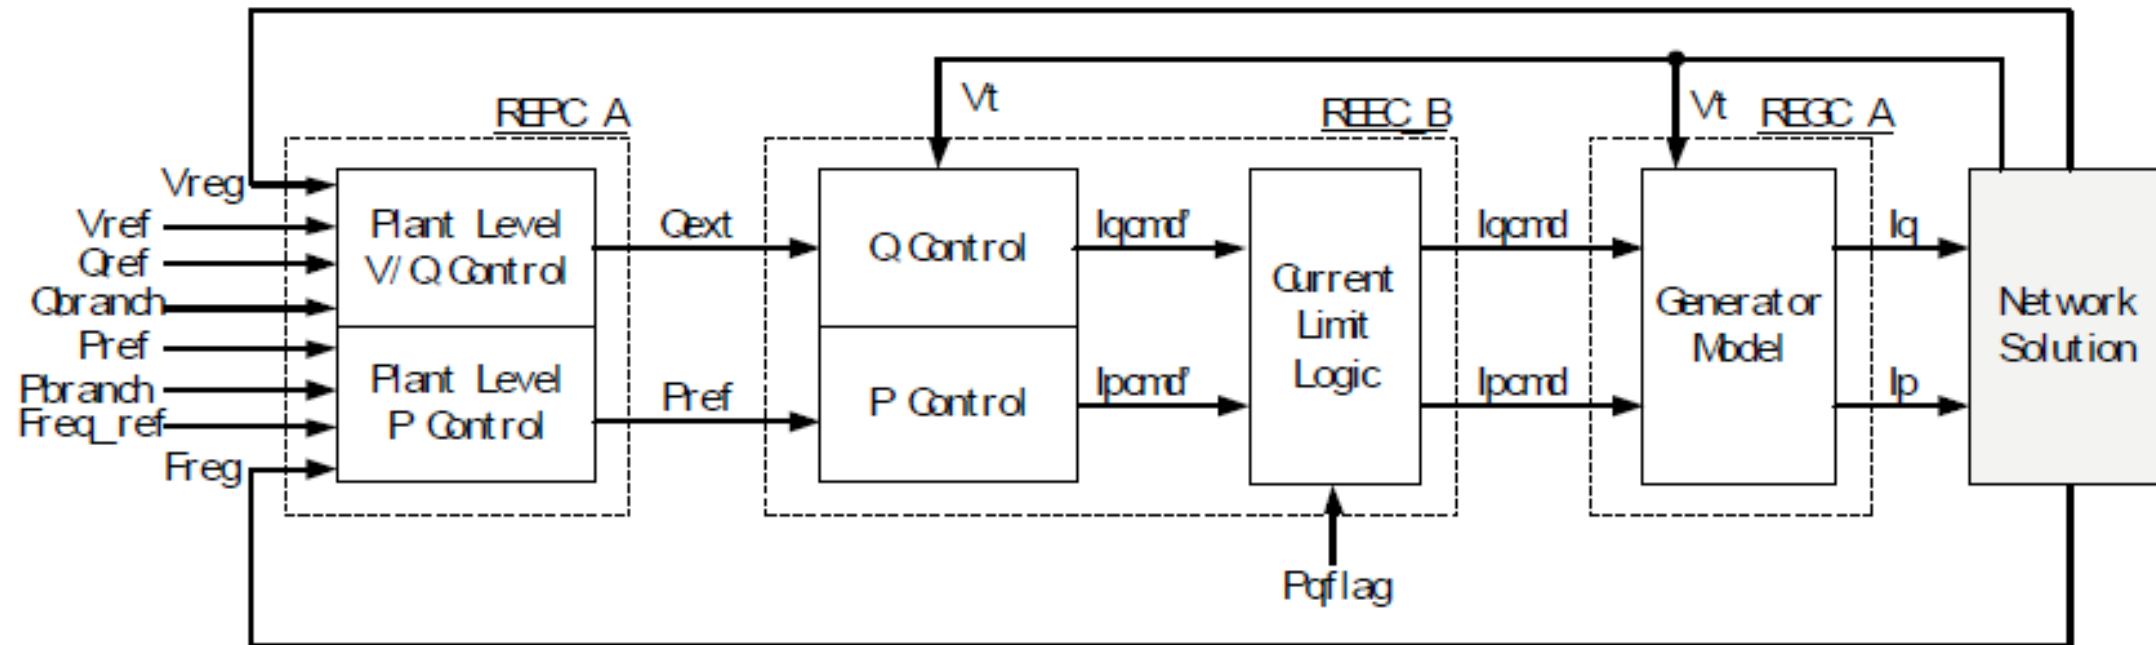 REPC_A
Vt
REEC_B
Vt
REGC_A
Vreg
Vref
Qref
Qbranch
Pref
Pbranch
Freq_ref
Freg
Plant Level
V/Q Control
Plant Level
P Control
Qext
Pref
Q Control
P Control
Iqcmd'
Ipcmd'
Current
Limit
Logic
Pqflag
Iqcmd
Ipcmd
Generator
Model
Iq
Ip
Network
Solution